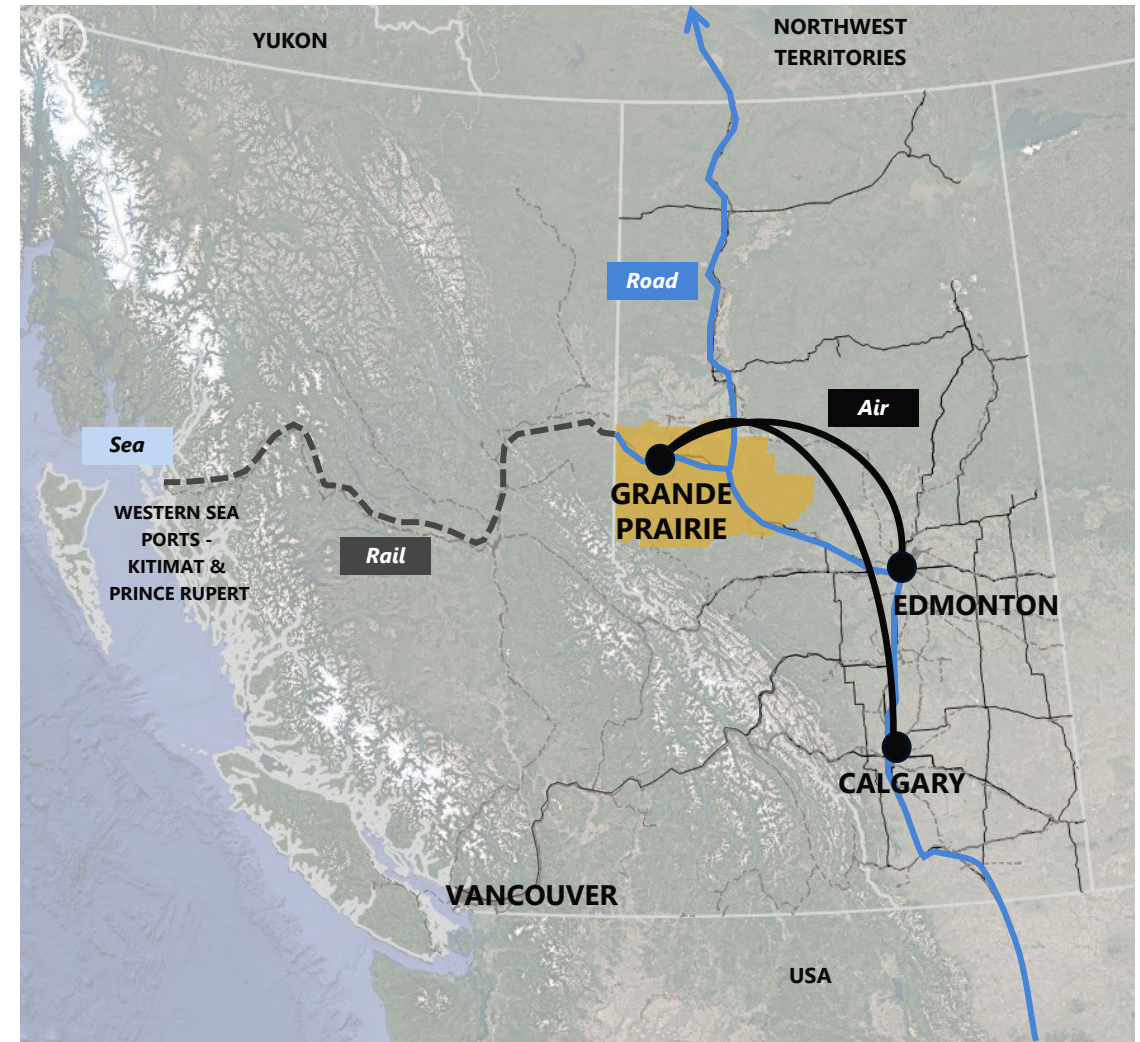 YUKON
NORTHWEST
TERRITORIES
Road
Air
Sea
GRANDE
PRAIRIE
WESTERN SEA
PORTS -
KITIMAT &
PRINCE RUPERT
Rail
EDMONTON
CALGARY
VANCOUVER
USA